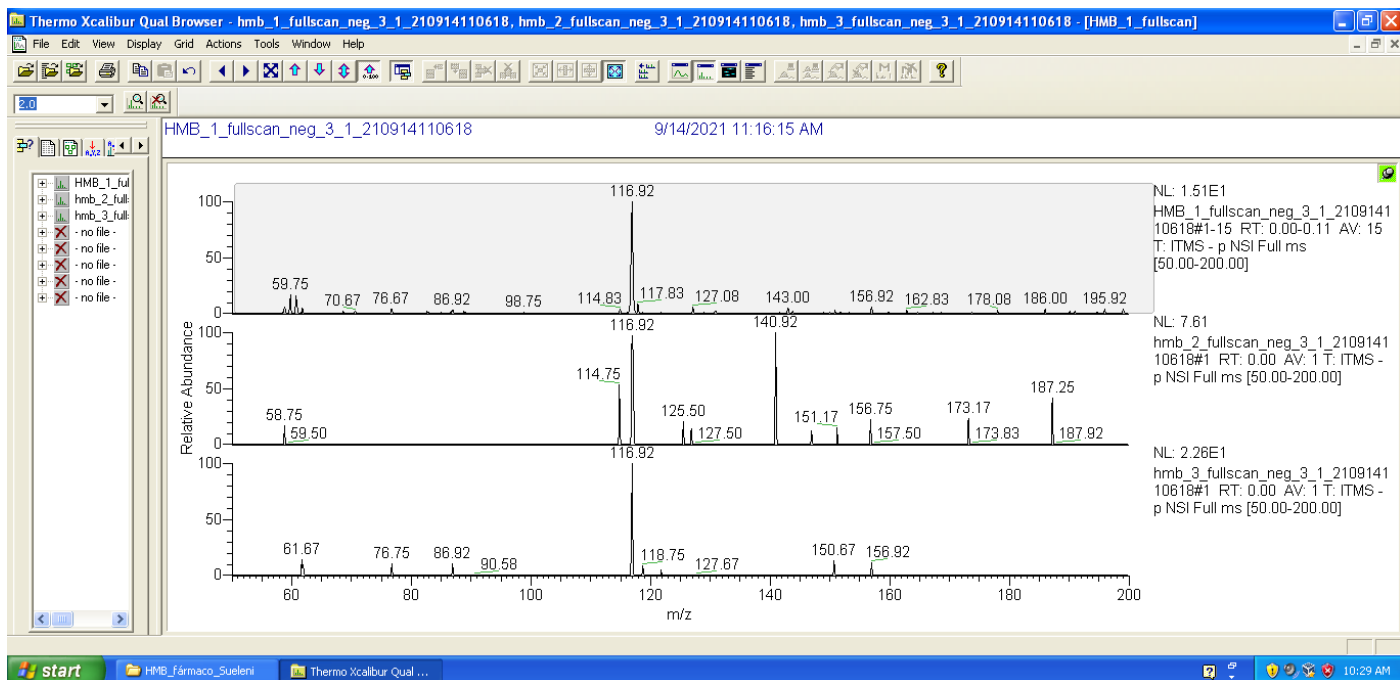 Thermo Xcalibur Qual Browser - hmb_1_fullscan_neg_3_1_210914110618, hmb_2_fullscan_neg_3_1_210914110618, hmb_3_fullscan_neg_3_1_210914110618 - [HMB_1_fullscan]
File Edit View Display Grid Actions Tools Window Help
2.0
HMB_1_fullscan_neg_3_1_210914110618 9/14/2021 11:16:15 AM
HMB_1_ful
hmb_2_full
hmb_3_full
- no file -
- no file -
- no file -
- no file -
- no file -
Relative Abundance
100
50
0
116.92
59.75
70.67
76.67
86.92
98.75
114.83
117.83
127.08
143.00
156.92
162.83
178.08
186.00
195.92
NL: 1.51E1
HMB_1_fullscan_neg_3_1_2109141
10618#1-15 RT: 0.00-0.11 AV: 15
T: ITMS - p NSI Full ms
[50.00-200.00]
100
50
0
116.92
140.92
114.75
58.75
59.50
125.50
127.50
151.17
156.75
157.50
173.17
173.83
187.25
187.92
NL: 7.61
hmb_2_fullscan_neg_3_1_2109141
10618#1 RT: 0.00 AV: 1 T: ITMS -
p NSI Full ms [50.00-200.00]
100
50
0
116.92
61.67
76.75
86.92
90.58
118.75
127.67
150.67
156.92
NL: 2.26E1
hmb_3_fullscan_neg_3_1_2109141
10618#1 RT: 0.00 AV: 1 T: ITMS -
p NSI Full ms [50.00-200.00]
60 80 100 120 140 160 180 200
m/z
start HMB_fármaco_Sueleni Thermo Xcalibur Qual ... 10:29 AM